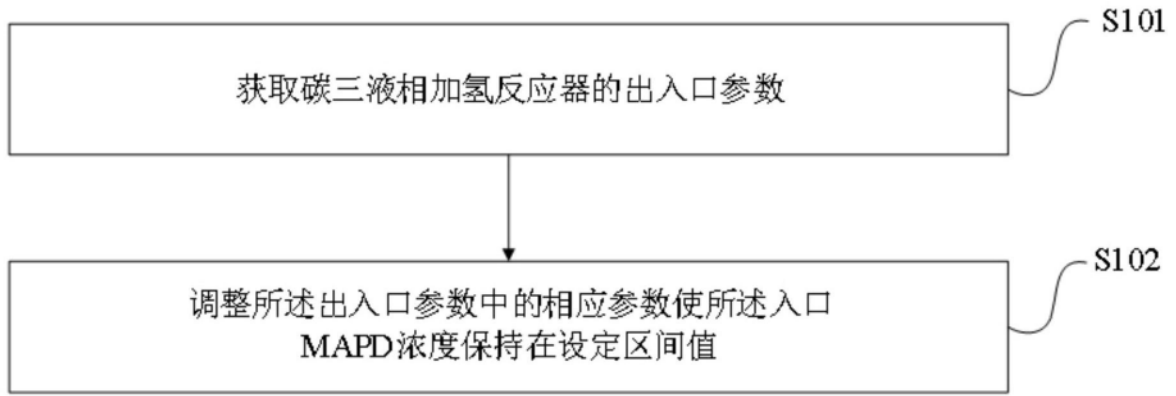 S101
获取碳三液相加氢反应器的出入口参数
S102
调整所述出入口参数中的相应参数使所述入口
MAPD浓度保持在设定区间值